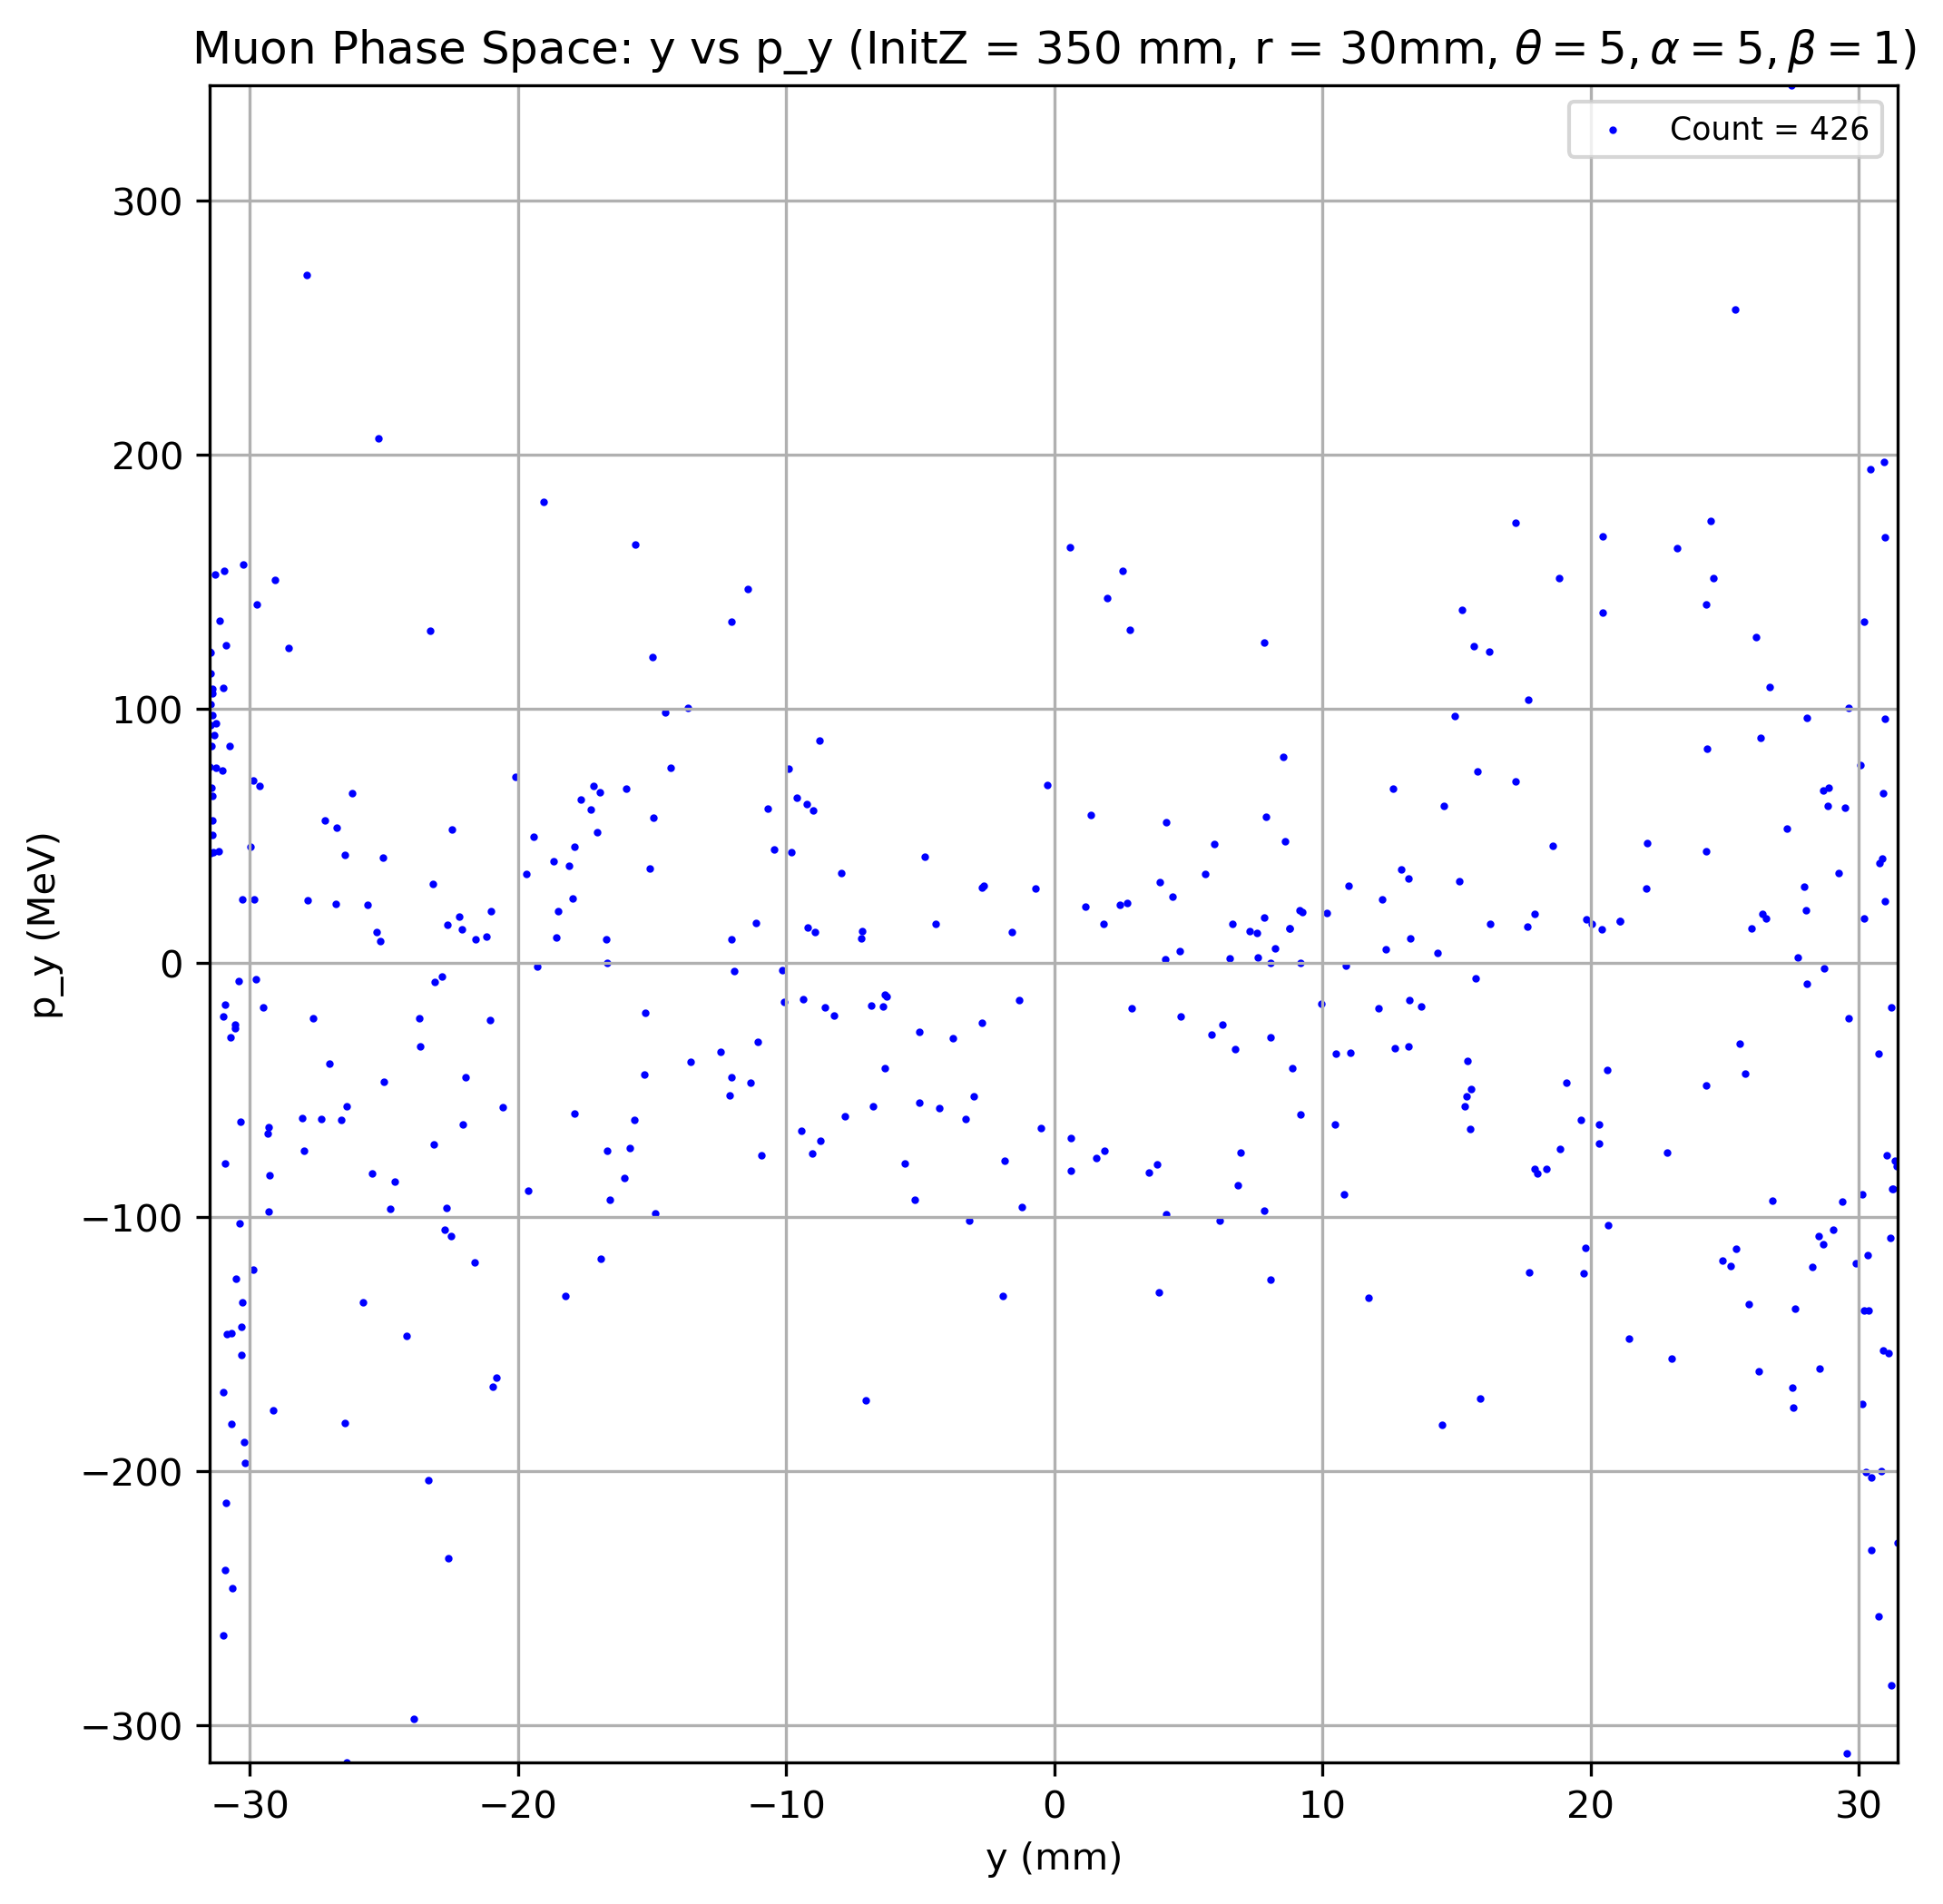 Muon Phase Space: y vs p_y (InitZ = 350 mm, r = 30mm, θ = 5, α = 5, β = 1)
Count = 426
300
200
100
0
−100
−200
−300
p_y (MeV)
−30 −20 −10 0 10 20 30
y (mm)